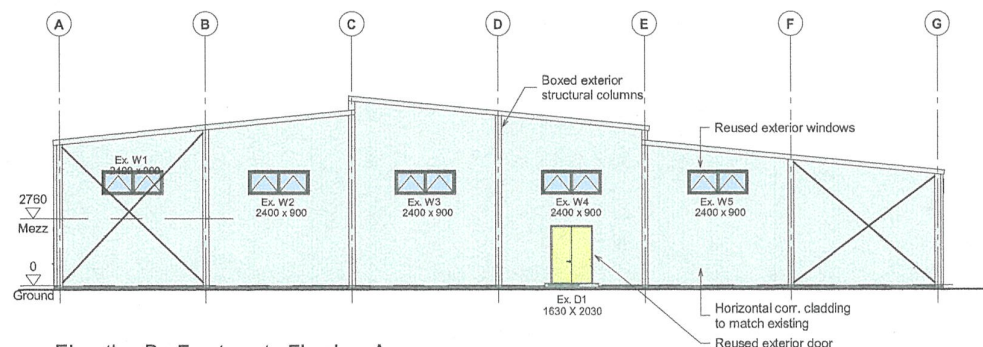 A B C D E F G
Boxed exterior
structural columns
Reused exterior windows
Ex. W1
2400 x 900
Ex. W2
2400 x 900
Ex. W3
2400 x 900
Ex. W4
2400 x 900
Ex. W5
2400 x 900
2760
Mezz
0
Ground
Ex. D1
1630 X 2030
Horizontal corr. cladding
to match existing
Reused exterior door